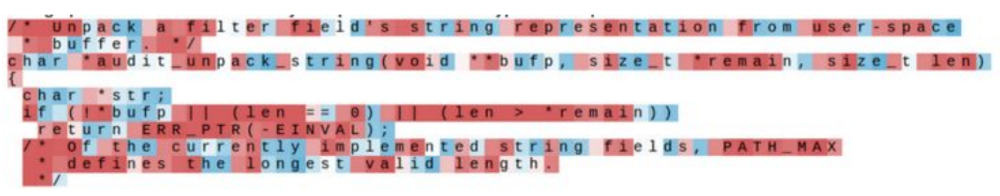 /* Unpack a filter field's string representation from user-space
 * buffer. */
char *audit_unpack_string(void **bufp, size_t *remain, size_t len)
{
  char *str;
  if (!*bufp || (len == 0) || (len > *remain))
    return ERR_PTR(-EINVAL);
  /* Of the currently implemented string fields, PATH_MAX
   * defines the longest valid length.
   */